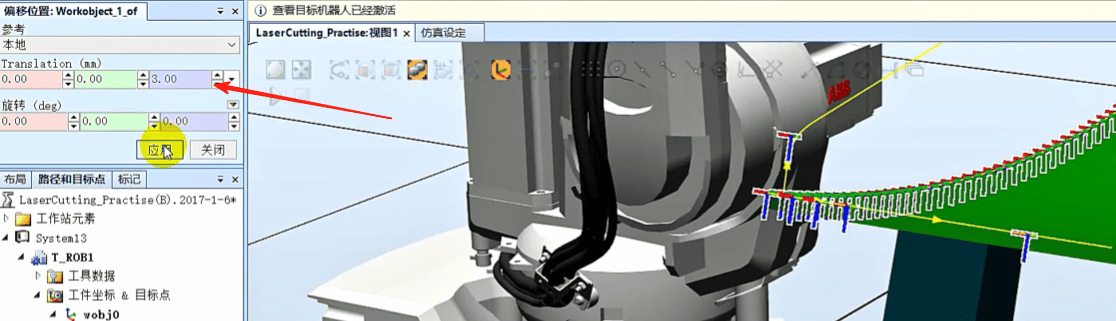 偏移位置: Workobject_1_of
参考
本地
Translation (mm)
0.00 0.00 3.00
旋转 (deg)
0.00 0.00 0.00
应用 关闭
布局 路径和目标点 标记
LaserCutting_Practise(B).2017-1-6*
工作站元素
System13
T_ROB1
工具数据
工件坐标 & 目标点
wobj0
查看目标机器人已经激活
LaserCutting_Practise:视图1 仿真设定
ABB